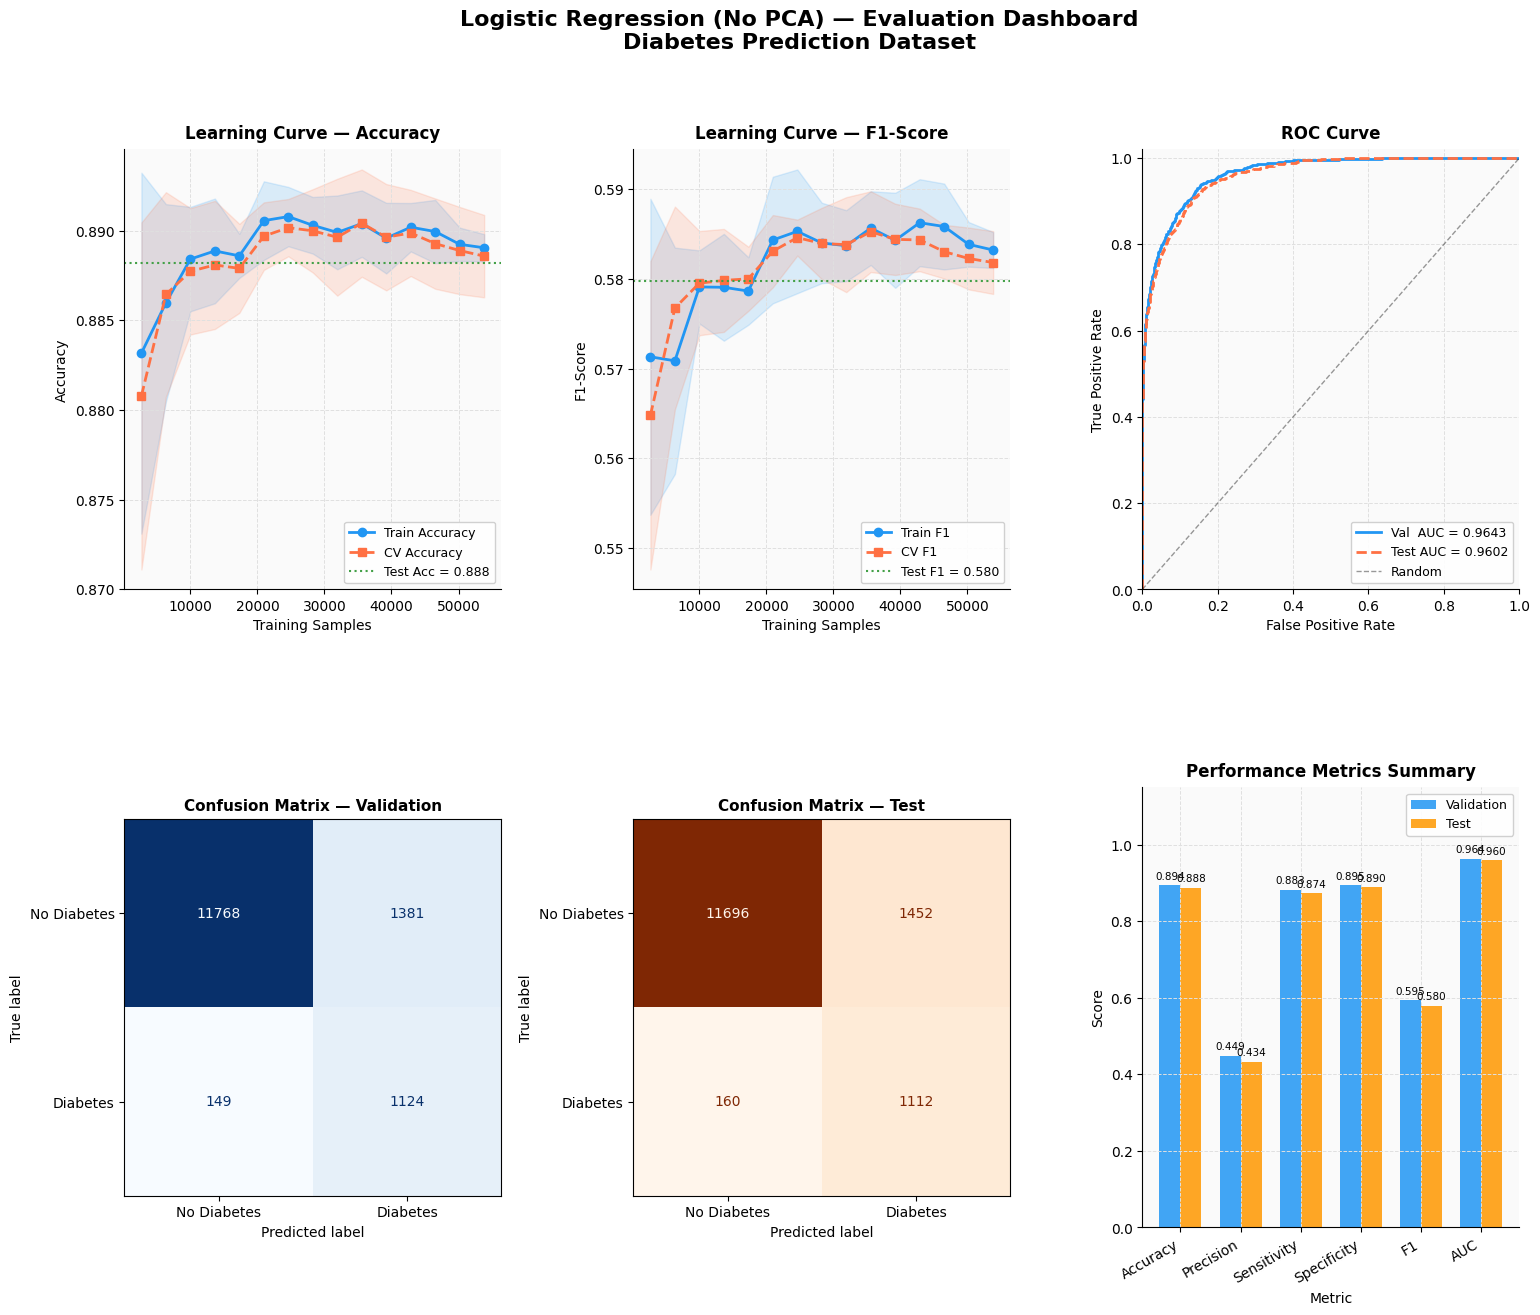 Logistic Regression (No PCA) — Evaluation Dashboard
Diabetes Prediction Dataset
Learning Curve — Accuracy
Accuracy
0.890
0.885
0.880
0.875
0.870
10000 20000 30000 40000 50000
Training Samples
Train Accuracy
CV Accuracy
Test Acc = 0.888
Learning Curve — F1-Score
F1-Score
0.59
0.58
0.57
0.56
0.55
10000 20000 30000 40000 50000
Training Samples
Train F1
CV F1
Test F1 = 0.580
ROC Curve
True Positive Rate
1.0
0.8
0.6
0.4
0.2
0.0
0.0 0.2 0.4 0.6 0.8 1.0
False Positive Rate
Val AUC = 0.9643
Test AUC = 0.9602
Random
Confusion Matrix — Validation
True label
No Diabetes
Diabetes
11768 1381
149 1124
No Diabetes Diabetes
Predicted label
Confusion Matrix — Test
True label
No Diabetes
Diabetes
11696 1452
160 1112
No Diabetes Diabetes
Predicted label
Performance Metrics Summary
Validation
Test
Score
1.0
0.8
0.6
0.4
0.2
0.0
0.894 0.888
0.449 0.434
0.883 0.874
0.895 0.890
0.595 0.580
0.964 0.960
Accuracy Precision Sensitivity Specificity F1 AUC
Metric